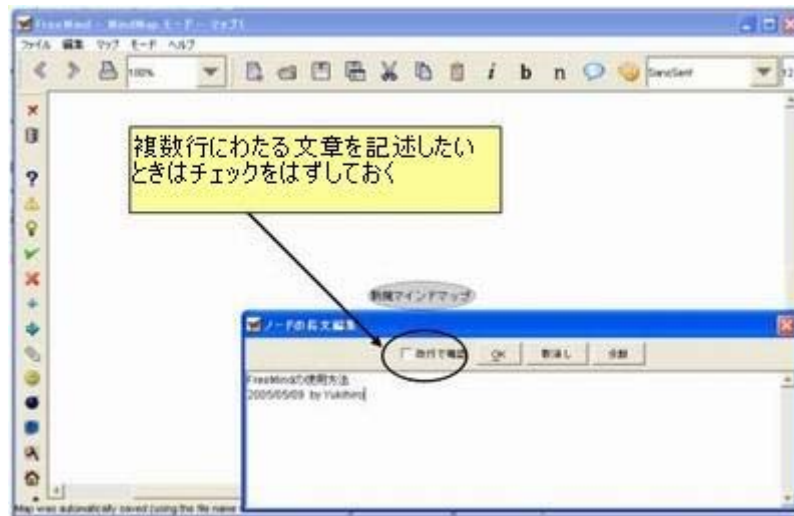 FreeMind - MindMap モード - マップ1
ファイル 編集 マップ モード ヘルプ
100%
i b n
SansSerif
12
複数行にわたる文章を記述したい
ときはチェックをはずしておく
新規マインドマップ
ノードの長文編集
改行で確認 OK 取消し 分割
FreeMindの使用方法
2005/05/09 by Yukihiro
Map was automatically saved (using the file name